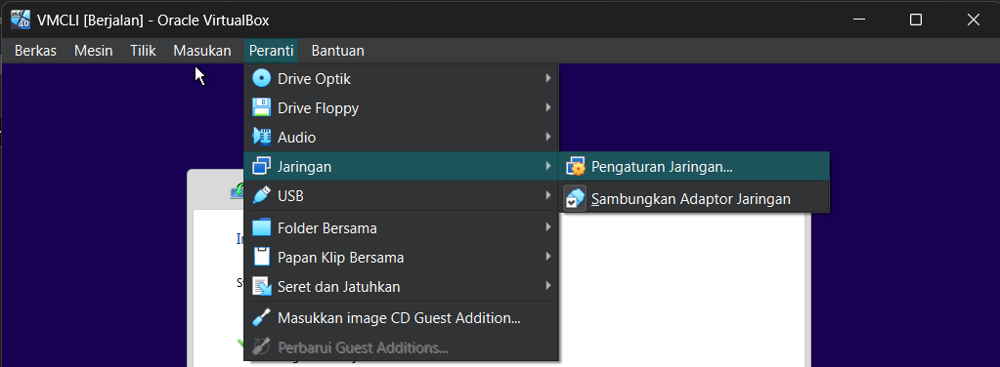 VMCLI [Berjalan] - Oracle VirtualBox
Berkas Mesin Tilik Masukan Peranti Bantuan
Drive Optik
Drive Floppy
Audio
Jaringan
Pengaturan Jaringan...
USB
Sambungkan Adaptor Jaringan
Folder Bersama
Papan Klip Bersama
Seret dan Jatuhkan
Masukkan image CD Guest Addition...
Perbarui Guest Additions...